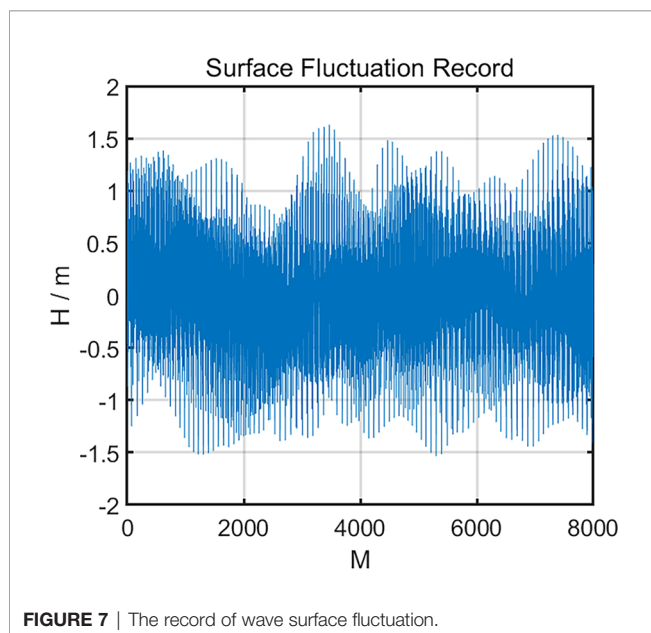 Surface Fluctuation Record
2
1.5
1
0.5
0
-0.5
-1
-1.5
-2
H / m
0 2000 4000 6000 8000
M
FIGURE 7 | The record of wave surface fluctuation.